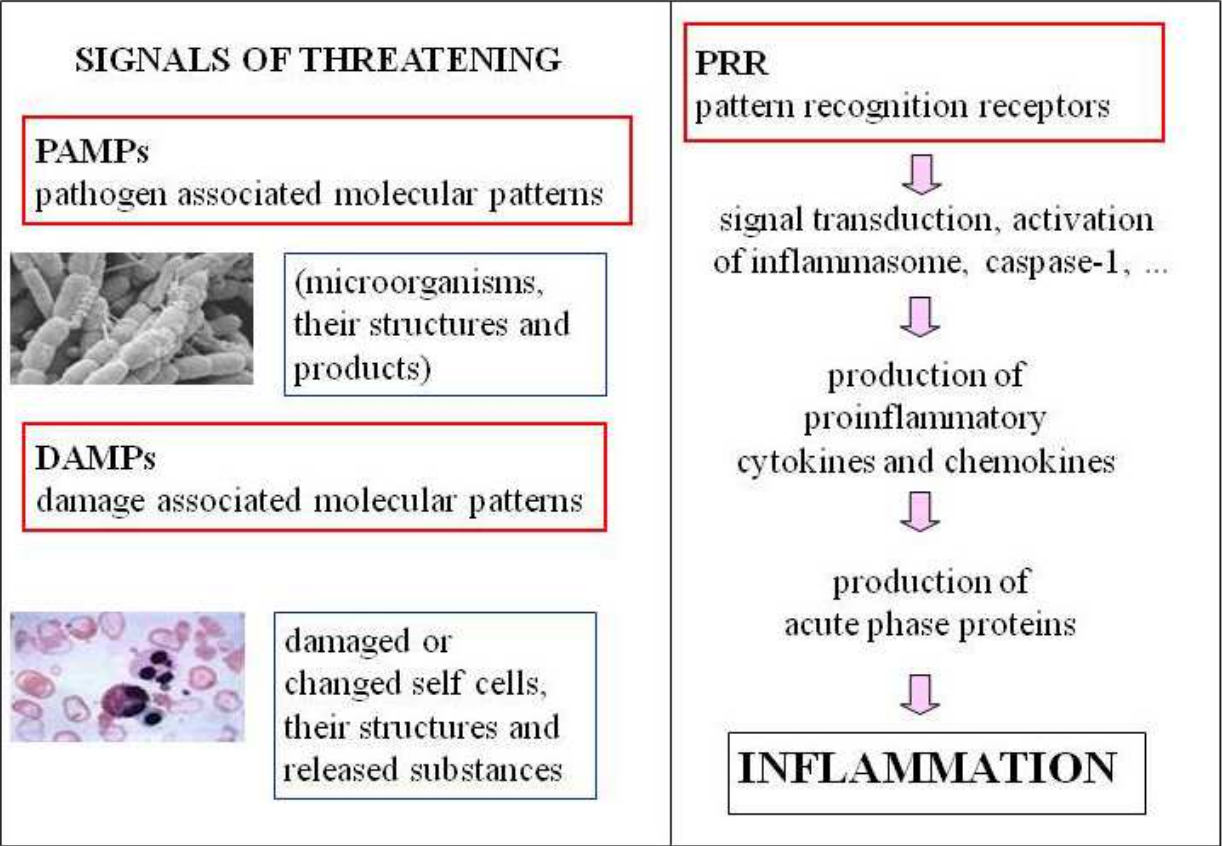 SIGNALS OF THREATENING
PAMPs
pathogen associated molecular patterns
(microorganisms,
their structures and
products)
DAMPs
damage associated molecular patterns
damaged or
changed self cells,
their structures and
released substances
PRR
pattern recognition receptors
signal transduction, activation
of inflammasome, caspase-1, ...
production of
proinflammatory
cytokines and chemokines
production of
acute phase proteins
INFLAMMATION